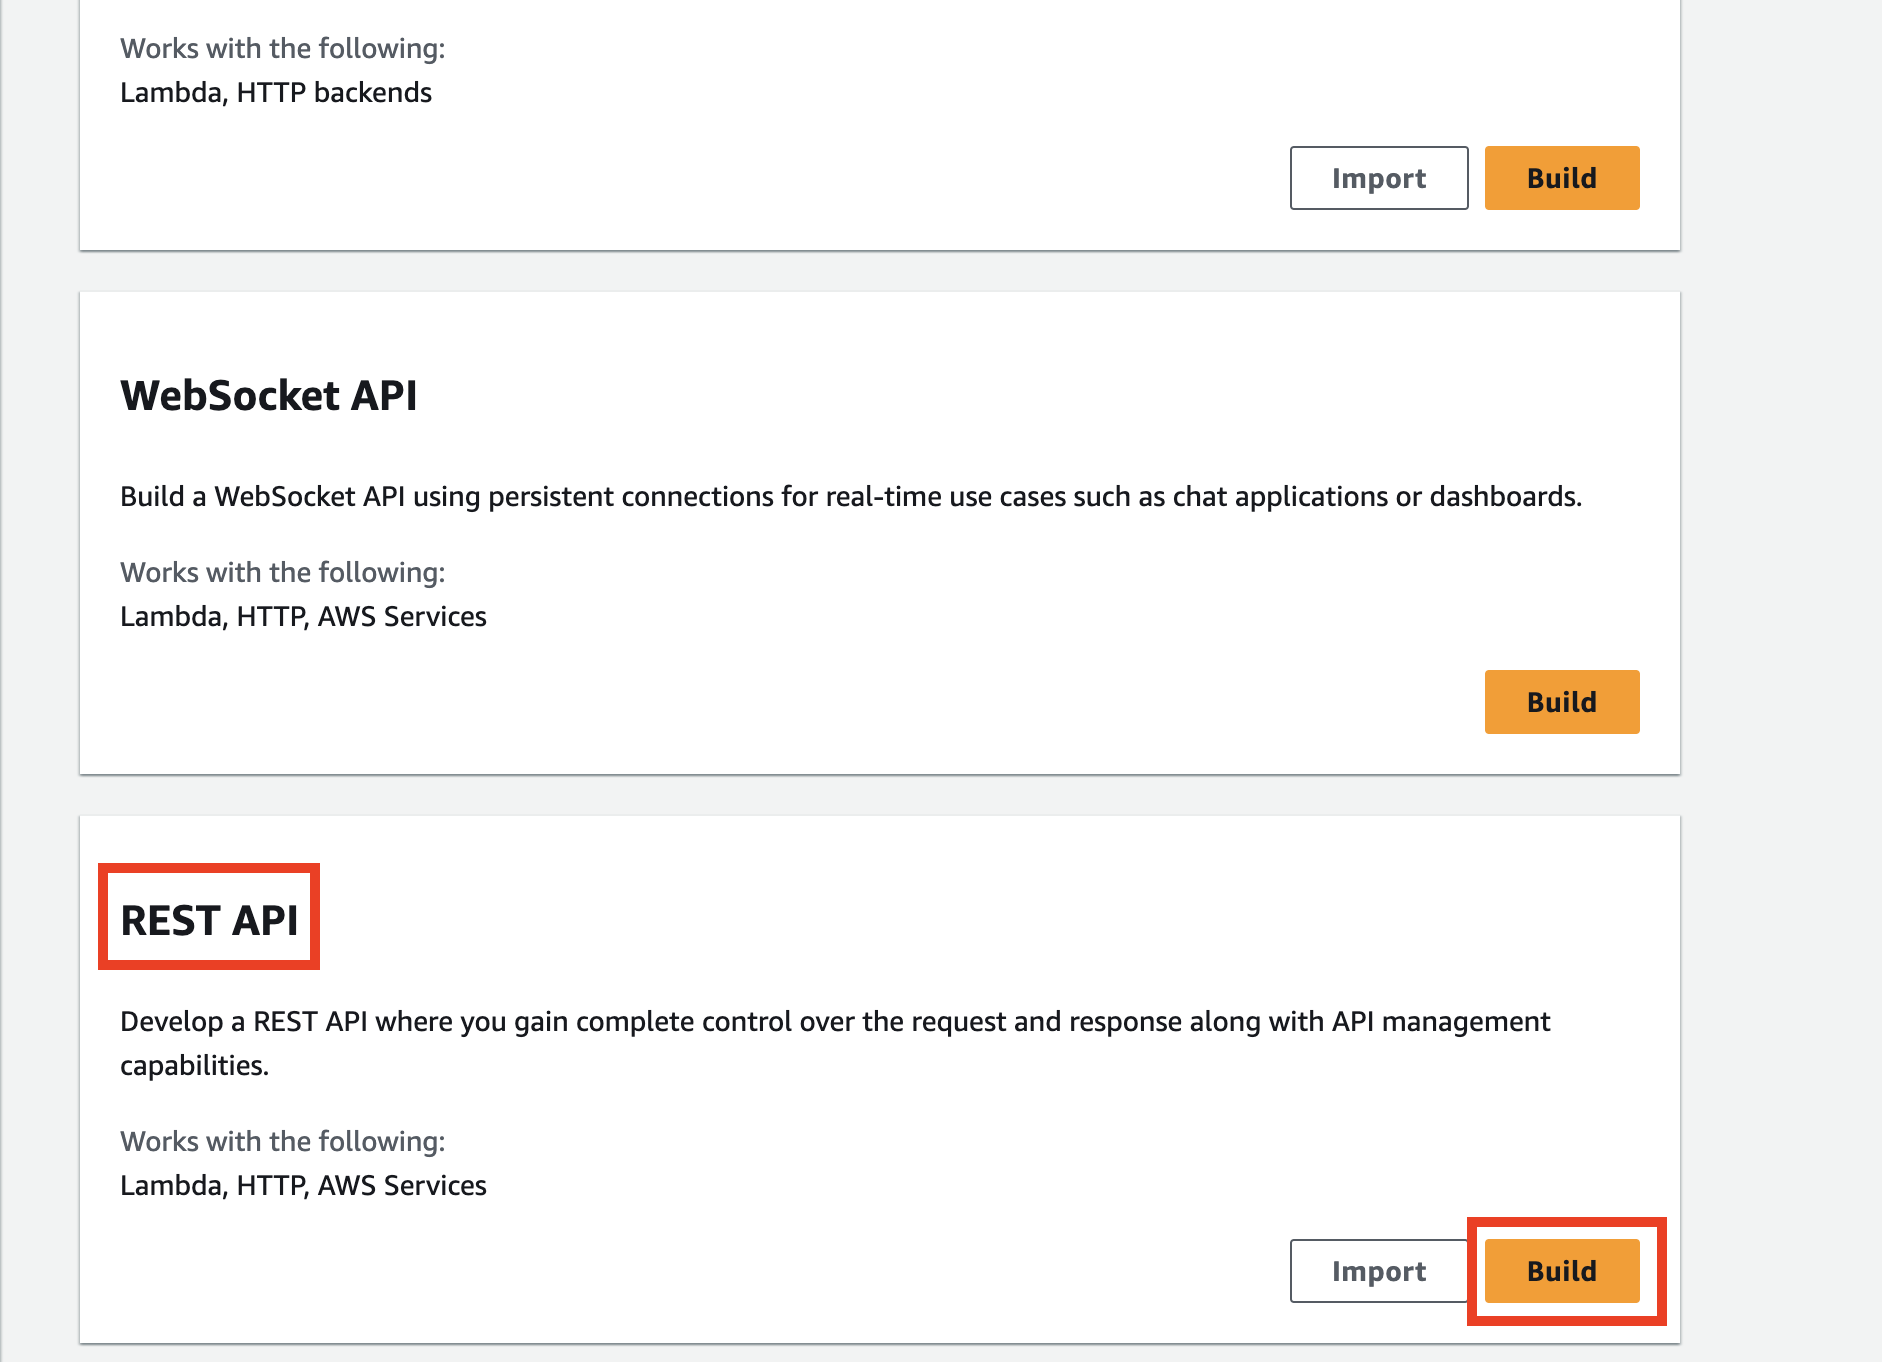 Works with the following:
Lambda, HTTP backends
Import
Build
WebSocket API
Build a WebSocket API using persistent connections for real-time use cases such as chat applications or dashboards.
Works with the following:
Lambda, HTTP, AWS Services
Build
REST API
Develop a REST API where you gain complete control over the request and response along with API management
capabilities.
Works with the following:
Lambda, HTTP, AWS Services
Import
Build